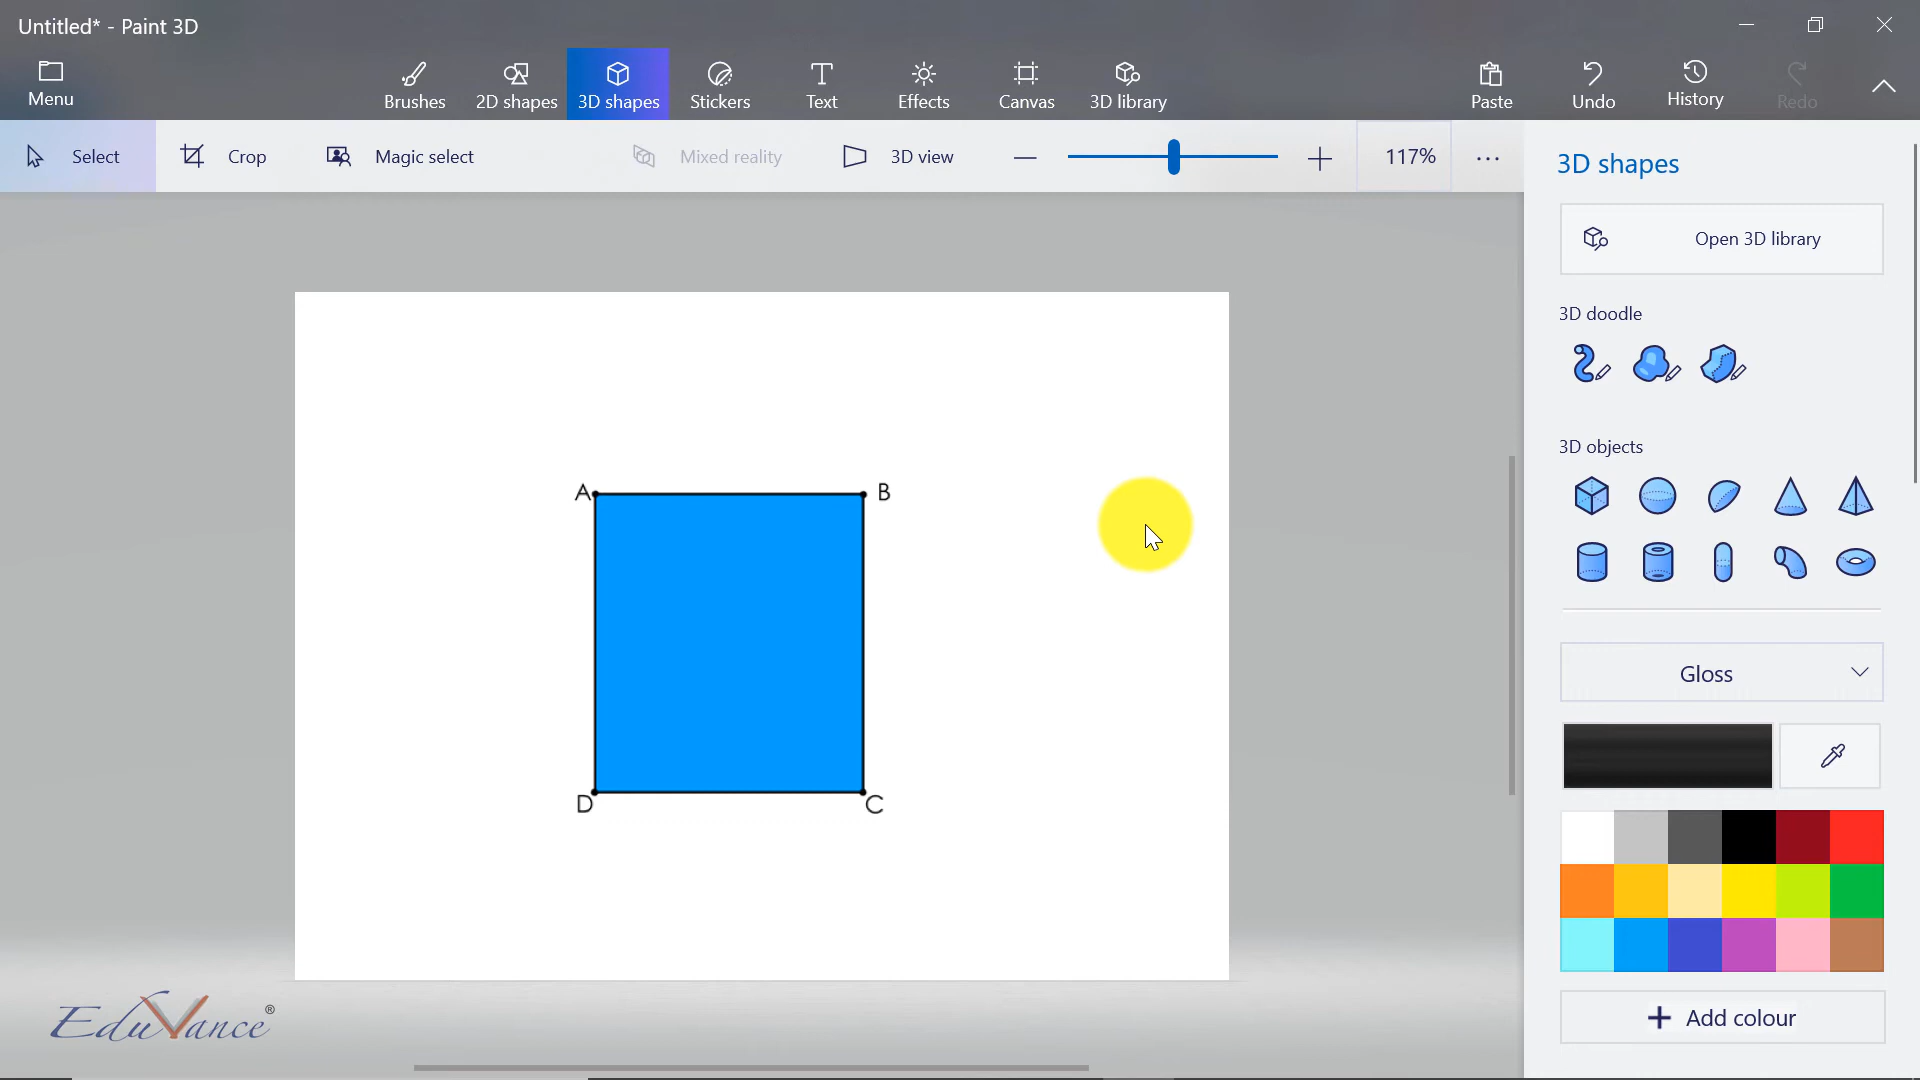 Untitled* - Paint 3D
Menu
Brushes
2D shapes
3D shapes
Stickers
Text
Effects
Canvas
3D library
Paste
Undo
History
Redo
Select
Crop
Magic select
Mixed reality
3D view
117%
3D shapes
Open 3D library
3D doodle
3D objects
Gloss
Add colour
A
B
D
C
EduVance®